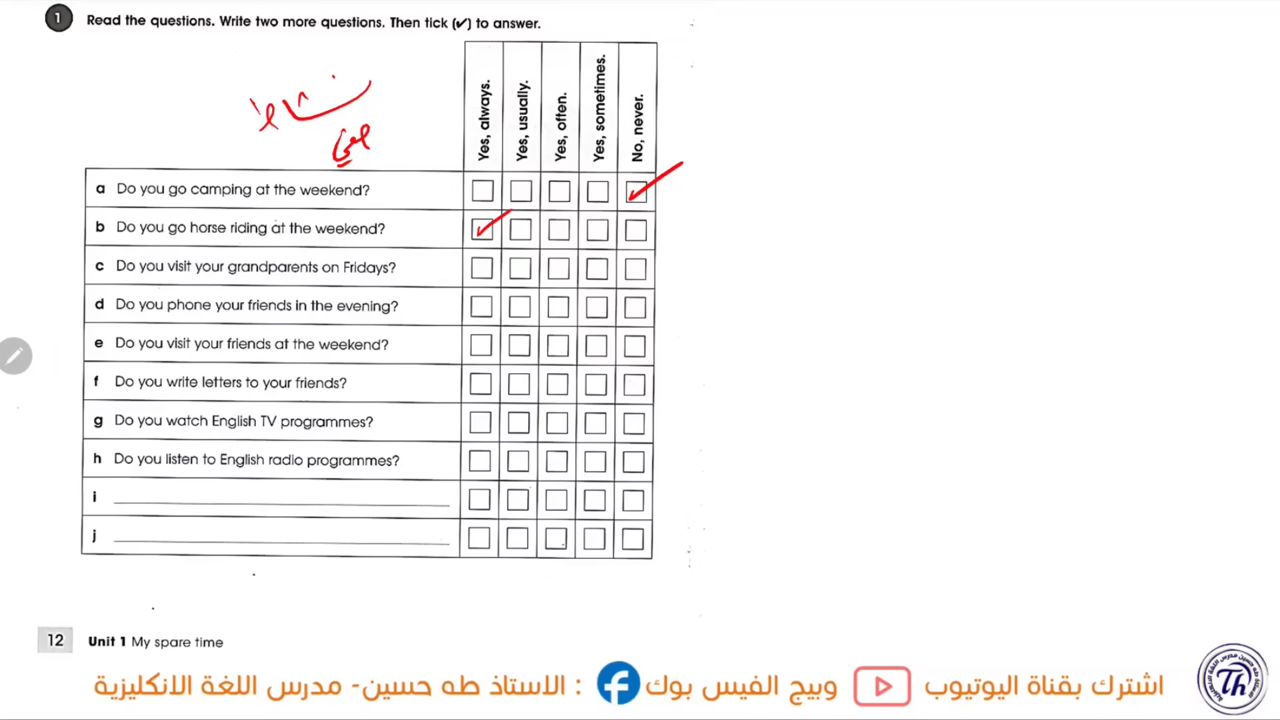 1 Read the questions. Write two more questions. Then tick (✔) to answer.
Yes, always.
Yes, usually.
Yes, often.
Yes, sometimes.
No, never.
a Do you go camping at the weekend?
b Do you go horse riding at the weekend?
c Do you visit your grandparents on Fridays?
d Do you phone your friends in the evening?
e Do you visit your friends at the weekend?
f Do you write letters to your friends?
g Do you watch English TV programmes?
h Do you listen to English radio programmes?
i
j
12 Unit 1 My spare time
اشترك بقناة اليوتيوب وبيج الفيس بوك : الاستاذ طه حسين- مدرس اللغة الانكليزية
Th